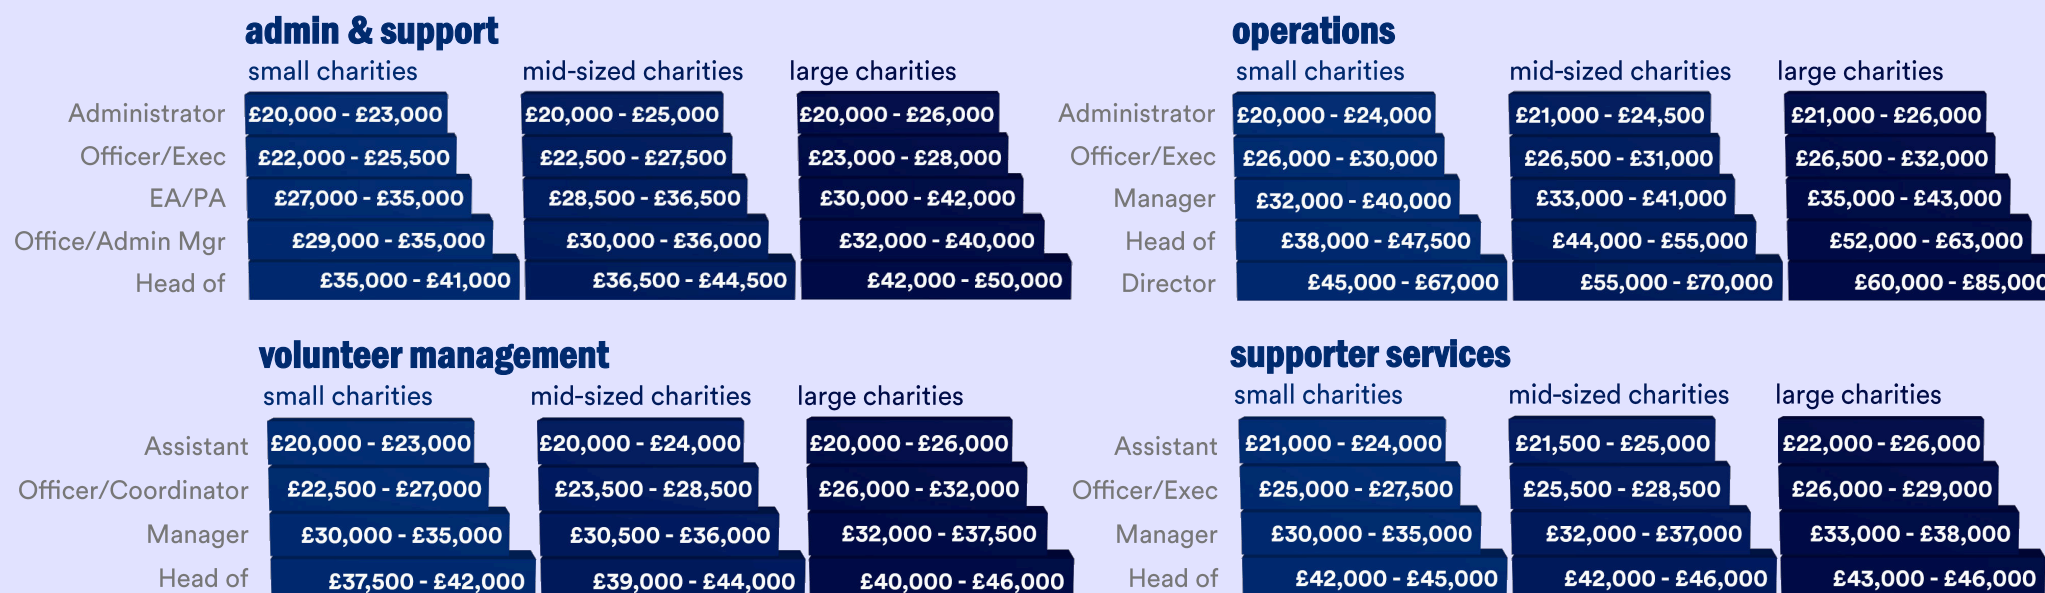 admin & support
small charities mid-sized charities large charities
Administrator £20,000 - £23,000 £20,000 - £25,000 £20,000 - £26,000
Officer/Exec £22,000 - £25,500 £22,500 - £27,500 £23,000 - £28,000
EA/PA £27,000 - £35,000 £28,500 - £36,500 £30,000 - £42,000
Office/Admin Mgr £29,000 - £35,000 £30,000 - £36,000 £32,000 - £40,000
Head of £35,000 - £41,000 £36,500 - £44,500 £42,000 - £50,000
operations
small charities mid-sized charities large charities
Administrator £20,000 - £24,000 £21,000 - £24,500 £21,000 - £26,000
Officer/Exec £26,000 - £30,000 £26,500 - £31,000 £26,500 - £32,000
Manager £32,000 - £40,000 £33,000 - £41,000 £35,000 - £43,000
Head of £38,000 - £47,500 £44,000 - £55,000 £52,000 - £63,000
Director £45,000 - £67,000 £55,000 - £70,000 £60,000 - £85,000
volunteer management
small charities mid-sized charities large charities
Assistant £20,000 - £23,000 £20,000 - £24,000 £20,000 - £26,000
Officer/Coordinator £22,500 - £27,000 £23,500 - £28,500 £26,000 - £32,000
Manager £30,000 - £35,000 £30,500 - £36,000 £32,000 - £37,500
Head of £37,500 - £42,000 £39,000 - £44,000 £40,000 - £46,000
supporter services
small charities mid-sized charities large charities
Assistant £21,000 - £24,000 £21,500 - £25,000 £22,000 - £26,000
Officer/Exec £25,000 - £27,500 £25,500 - £28,500 £26,000 - £29,000
Manager £30,000 - £35,000 £32,000 - £37,000 £33,000 - £38,000
Head of £42,000 - £45,000 £42,000 - £46,000 £43,000 - £46,000